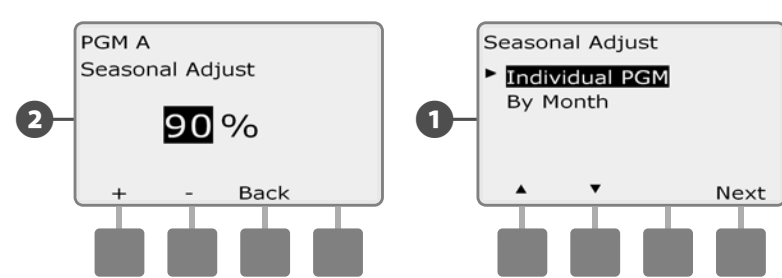 PGM A
Seasonal Adjust
90 %
+ - Back
2
Seasonal Adjust
► Individual PGM
By Month
▲ ▼ Next
1